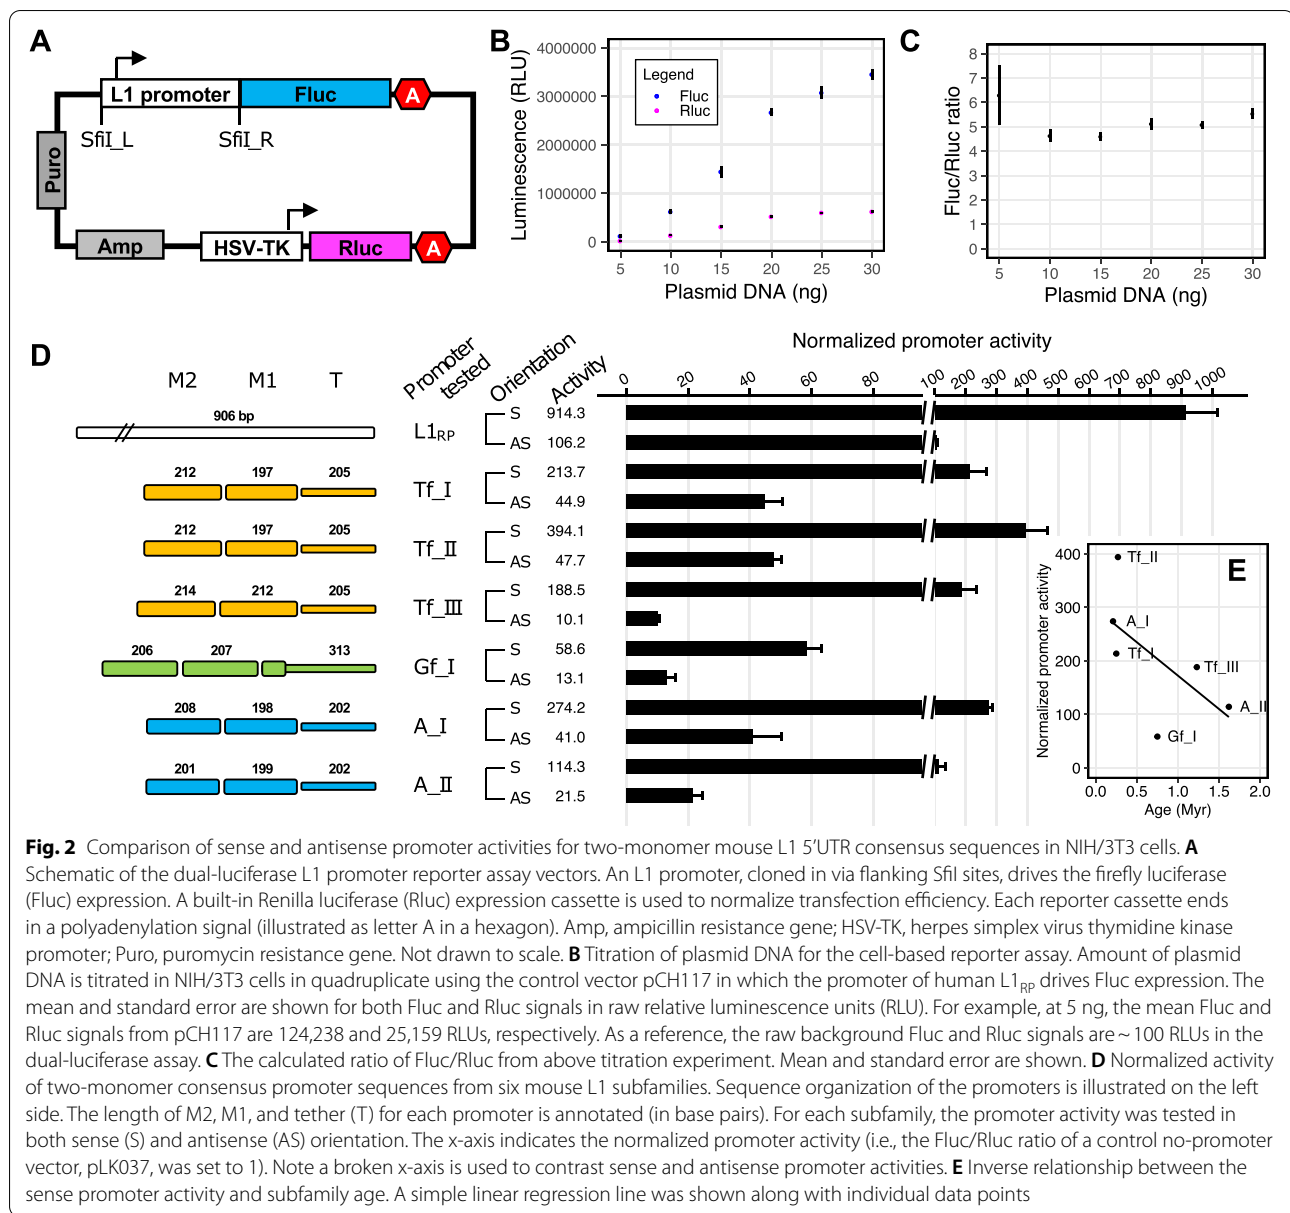 A
L1 promoter
Fluc
A
SfiI_L
SfiI_R
Puro
Amp
HSV-TK
Rluc
A
B
Luminescence (RLU)
4000000
3000000
2000000
1000000
0
Legend
Fluc
Rluc
5 10 15 20 25 30
Plasmid DNA (ng)
C
Fluc/Rluc ratio
8
7
6
5
4
3
2
1
0
5 10 15 20 25 30
Plasmid DNA (ng)
D
M2 M1 T
Promoter tested
Orientation
Activity
Normalized promoter activity
0 20 40 60 80 100 200 300 400 500 600 700 800 900 1000
906 bp
L1RP
S 914.3
AS 106.2
212 197 205
Tf_I
S 213.7
AS 44.9
212 197 205
Tf_II
S 394.1
AS 47.7
214 212 205
Tf_III
S 188.5
AS 10.1
206 207 313
Gf_I
S 58.6
AS 13.1
208 198 202
A_I
S 274.2
AS 41.0
201 199 202
A_II
S 114.3
AS 21.5
E
Normalized promoter activity
400
300
200
100
0
Tf_II
A_I
Tf_I
Tf_III
A_II
Gf_I
0.0 0.5 1.0 1.5 2.0
Age (Myr)
Fig. 2 Comparison of sense and antisense promoter activities for two-monomer mouse L1 5’UTR consensus sequences in NIH/3T3 cells. A
Schematic of the dual-luciferase L1 promoter reporter assay vectors. An L1 promoter, cloned in via flanking SfiI sites, drives the firefly luciferase
(Fluc) expression. A built-in Renilla luciferase (Rluc) expression cassette is used to normalize transfection efficiency. Each reporter cassette ends
in a polyadenylation signal (illustrated as letter A in a hexagon). Amp, ampicillin resistance gene; HSV-TK, herpes simplex virus thymidine kinase
promoter; Puro, puromycin resistance gene. Not drawn to scale. B Titration of plasmid DNA for the cell-based reporter assay. Amount of plasmid
DNA is titrated in NIH/3T3 cells in quadruplicate using the control vector pCH117 in which the promoter of human L1RP drives Fluc expression. The
mean and standard error are shown for both Fluc and Rluc signals in raw relative luminescence units (RLU). For example, at 5 ng, the mean Fluc and
Rluc signals from pCH117 are 124,238 and 25,159 RLUs, respectively. As a reference, the raw background Fluc and Rluc signals are ~ 100 RLUs in the
dual-luciferase assay. C The calculated ratio of Fluc/Rluc from above titration experiment. Mean and standard error are shown. D Normalized activity
of two-monomer consensus promoter sequences from six mouse L1 subfamilies. Sequence organization of the promoters is illustrated on the left
side. The length of M2, M1, and tether (T) for each promoter is annotated (in base pairs). For each subfamily, the promoter activity was tested in
both sense (S) and antisense (AS) orientation. The x-axis indicates the normalized promoter activity (i.e., the Fluc/Rluc ratio of a control no-promoter
vector, pLK037, was set to 1). Note a broken x-axis is used to contrast sense and antisense promoter activities. E Inverse relationship between the
sense promoter activity and subfamily age. A simple linear regression line was shown along with individual data points